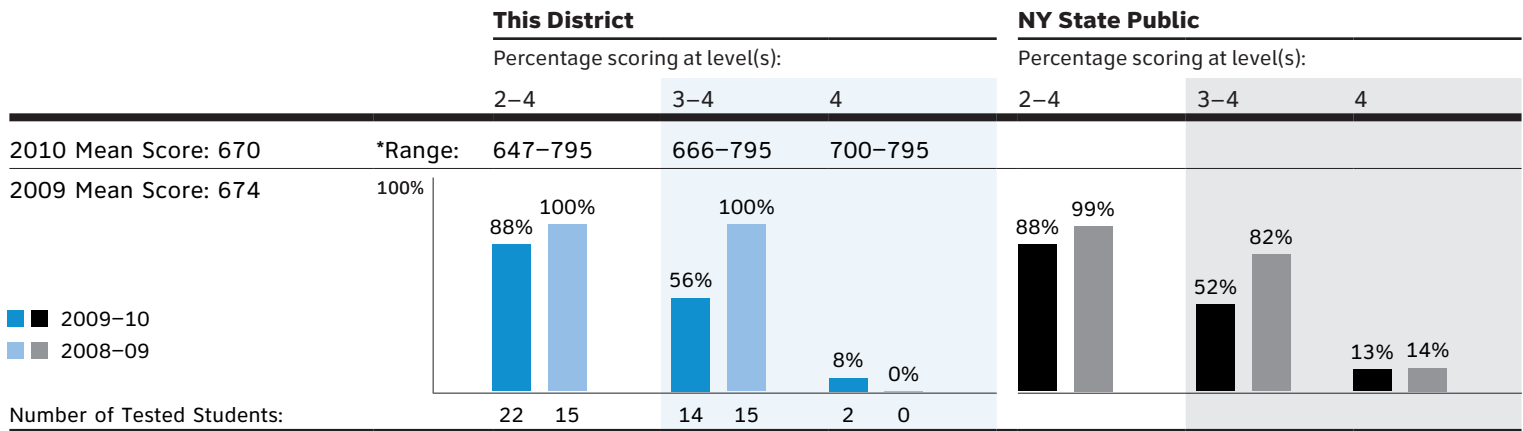 This District NY State Public
Percentage scoring at level(s): Percentage scoring at level(s):
2–4 3–4 4 2–4 3–4 4
2010 Mean Score: 670 *Range: 647–795 666–795 700–795
2009 Mean Score: 674 100%
88% 100% 56% 100% 8% 0% 88% 99% 52% 82% 13% 14%
2009–10
2008–09
Number of Tested Students: 22 15 14 15 2 0